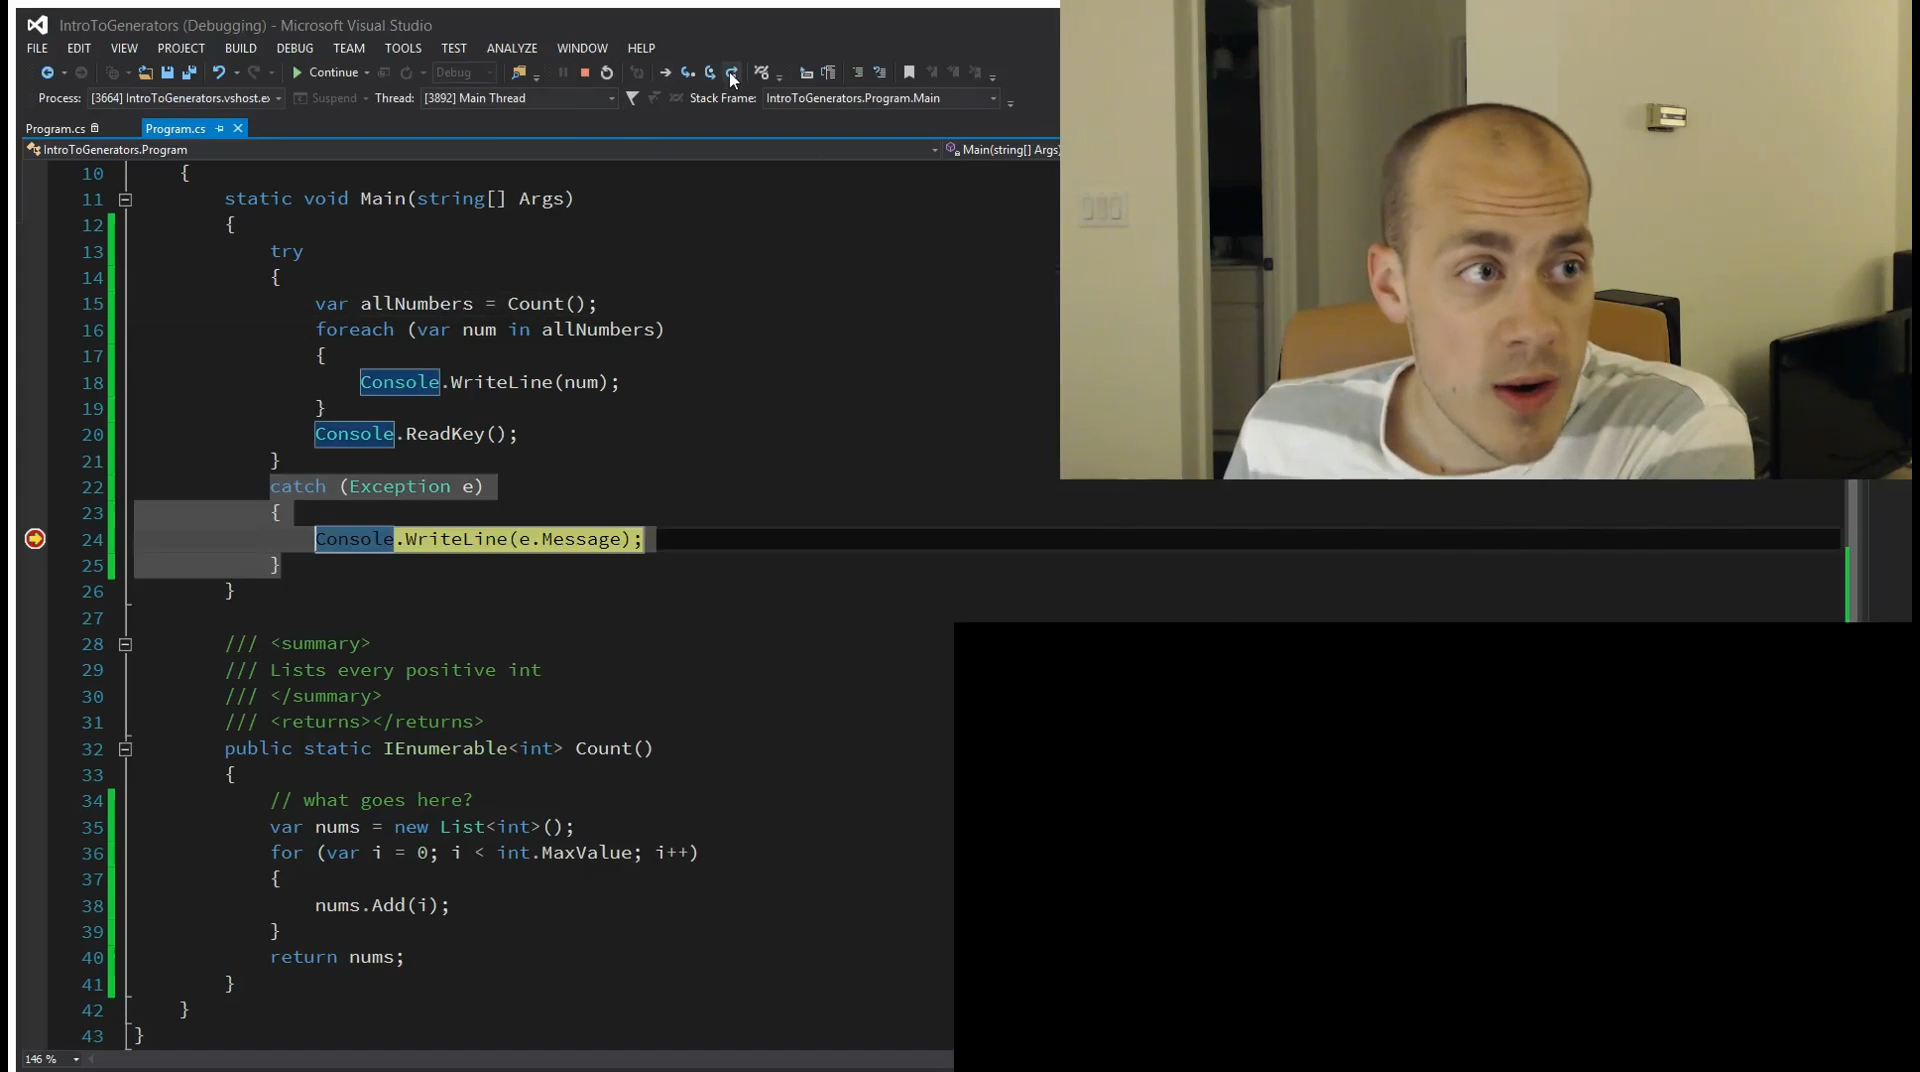 IntroToGenerators (Debugging) - Microsoft Visual Studio
FILE EDIT VIEW PROJECT BUILD DEBUG TEAM TOOLS TEST ANALYZE WINDOW HELP
Continue Debug
Process: [3664] IntroToGenerators.vshost.e Suspend Thread: [3892] Main Thread Stack Frame: IntroToGenerators.Program.Main
Program.cs Program.cs
IntroToGenerators.Program Main(string[] Args)
10 {
11 static void Main(string[] Args)
12 {
13 try
14 {
15 var allNumbers = Count();
16 foreach (var num in allNumbers)
17 {
18 Console.WriteLine(num);
19 }
20 Console.ReadKey();
21 }
22 catch (Exception e)
23 {
24 Console.WriteLine(e.Message);
25 }
26 }
27
28 /// <summary>
29 /// Lists every positive int
30 /// </summary>
31 /// <returns></returns>
32 public static IEnumerable<int> Count()
33 {
34 // what goes here?
35 var nums = new List<int>();
36 for (var i = 0; i < int.MaxValue; i++)
37 {
38 nums.Add(i);
39 }
40 return nums;
41 }
42 }
43 }
146 %